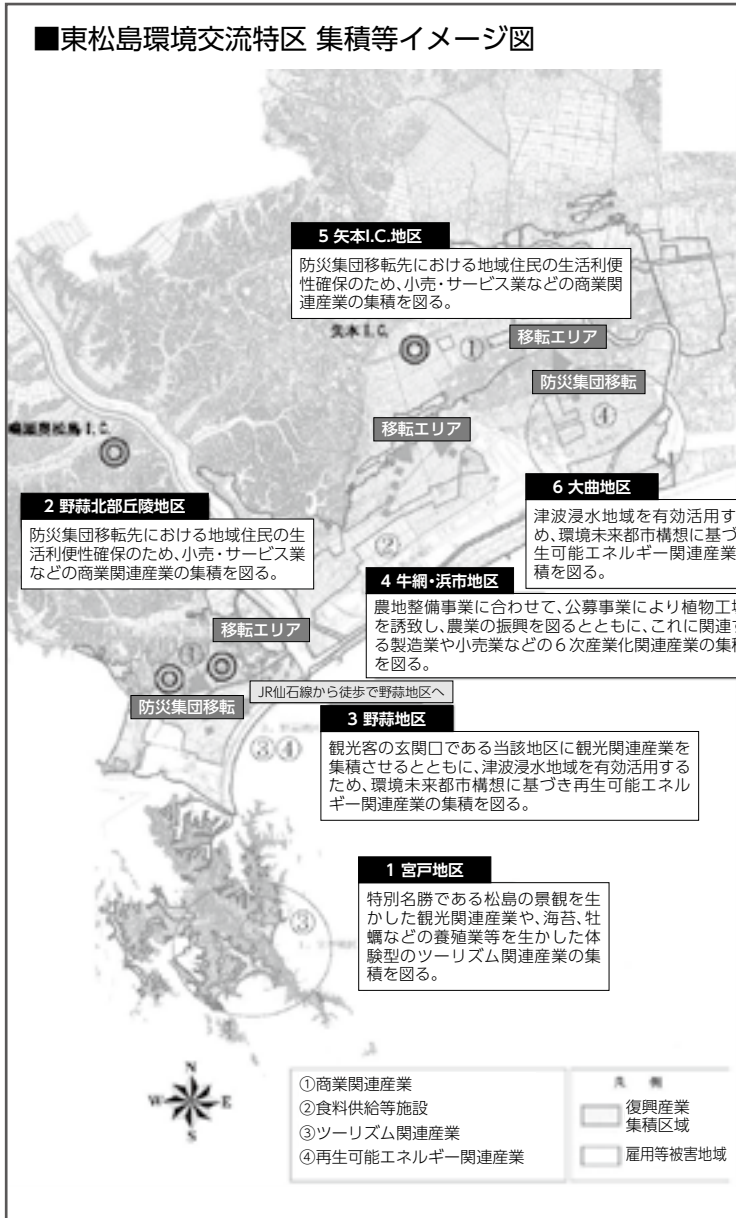 ■東松島環境交流特区 集積等イメージ図
5 矢本I.C.地区
防災集団移転先における地域住民の生活利便
性確保のため、小売・サービス業などの商業関
連産業の集積を図る。
矢本I.C.
①
移転エリア
防災集団移転
④
移転エリア
鳴瀬奥松島I.C.
2 野蒜北部丘陵地区
防災集団移転先における地域住民の生
活利便性確保のため、小売・サービス業
などの商業関連産業の集積を図る。
②
6 大曲地区
津波浸水地域を有効活用す
め、環境未来都市構想に基づ
生可能エネルギー関連産業
積を図る。
4 牛網・浜市地区
農地整備事業に合わせて、公募事業により植物工場
を誘致し、農業の振興を図るとともに、これに関連す
る製造業や小売業などの6次産業化関連産業の集積
を図る。
移転エリア
①
防災集団移転
JR仙石線から徒歩で野蒜地区へ
3 野蒜地区
観光客の玄関口である当該地区に観光関連産業を
集積させるとともに、津波浸水地域を有効活用する
ため、環境未来都市構想に基づき再生可能エネル
ギー関連産業の集積を図る。
③④
1 宮戸地区
特別名勝である松島の景観を生
かした観光関連産業や、海苔、牡
蠣などの養殖業等を生かした体
験型のツーリズム関連産業の集
積を図る。
③
N
W E
S
①商業関連産業
②食料供給等施設
③ツーリズム関連産業
④再生可能エネルギー関連産業
凡 例
復興産業
集積区域
雇用等被害地域